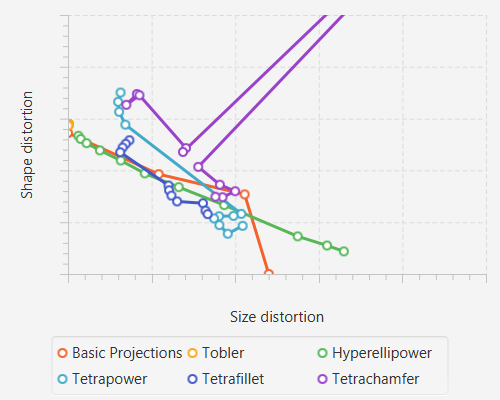 Shape distortion
Size distortion
Basic Projections Tobler Hyperellipower
Tetrapower Tetrafillet Tetrachamfer